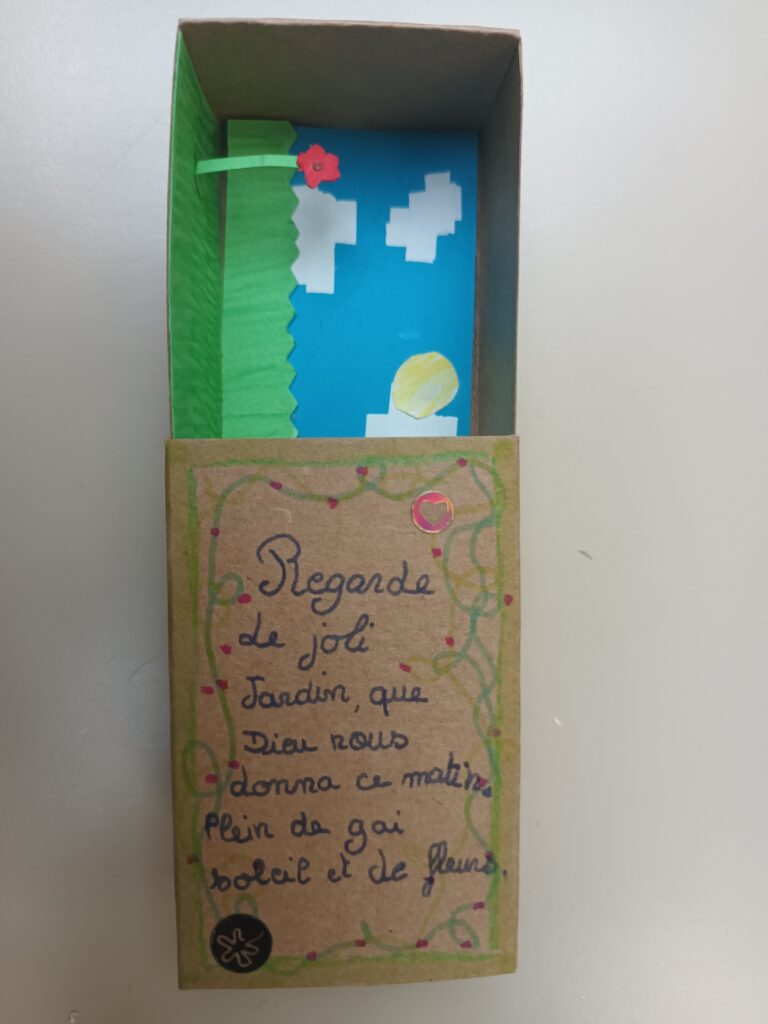 Regarde
Le joli
Jardin, que
Dieu nous
donna ce matin.
Plein de gai
soleil et de fleurs.